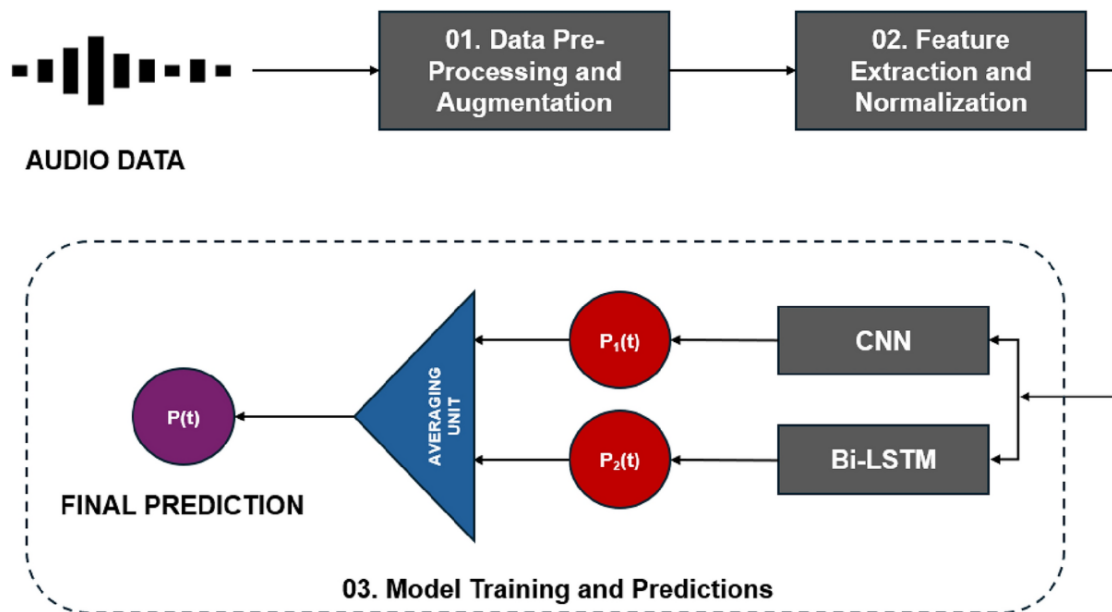 01. Data Pre-
Processing and
Augmentation
02. Feature
Extraction and
Normalization
AUDIO DATA
CNN
P₁(t)
AVERAGING
UNIT
P(t)
P₂(t)
Bi-LSTM
FINAL PREDICTION
03. Model Training and Predictions